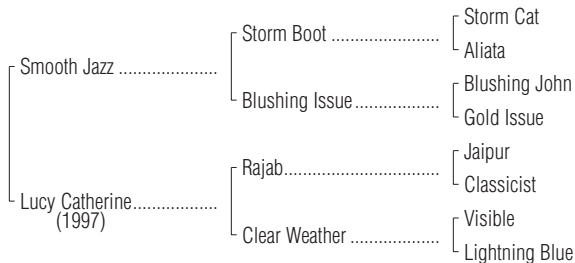 Storm Cat
Storm Boot ........................
Aliata
Smooth Jazz .....................
Blushing John
Blushing Issue...................
Gold Issue
Jaipur
Rajab...................................
Classicist
Lucy Catherine..................
(1997)
Visible
Clear Weather ....................
Lightning Blue